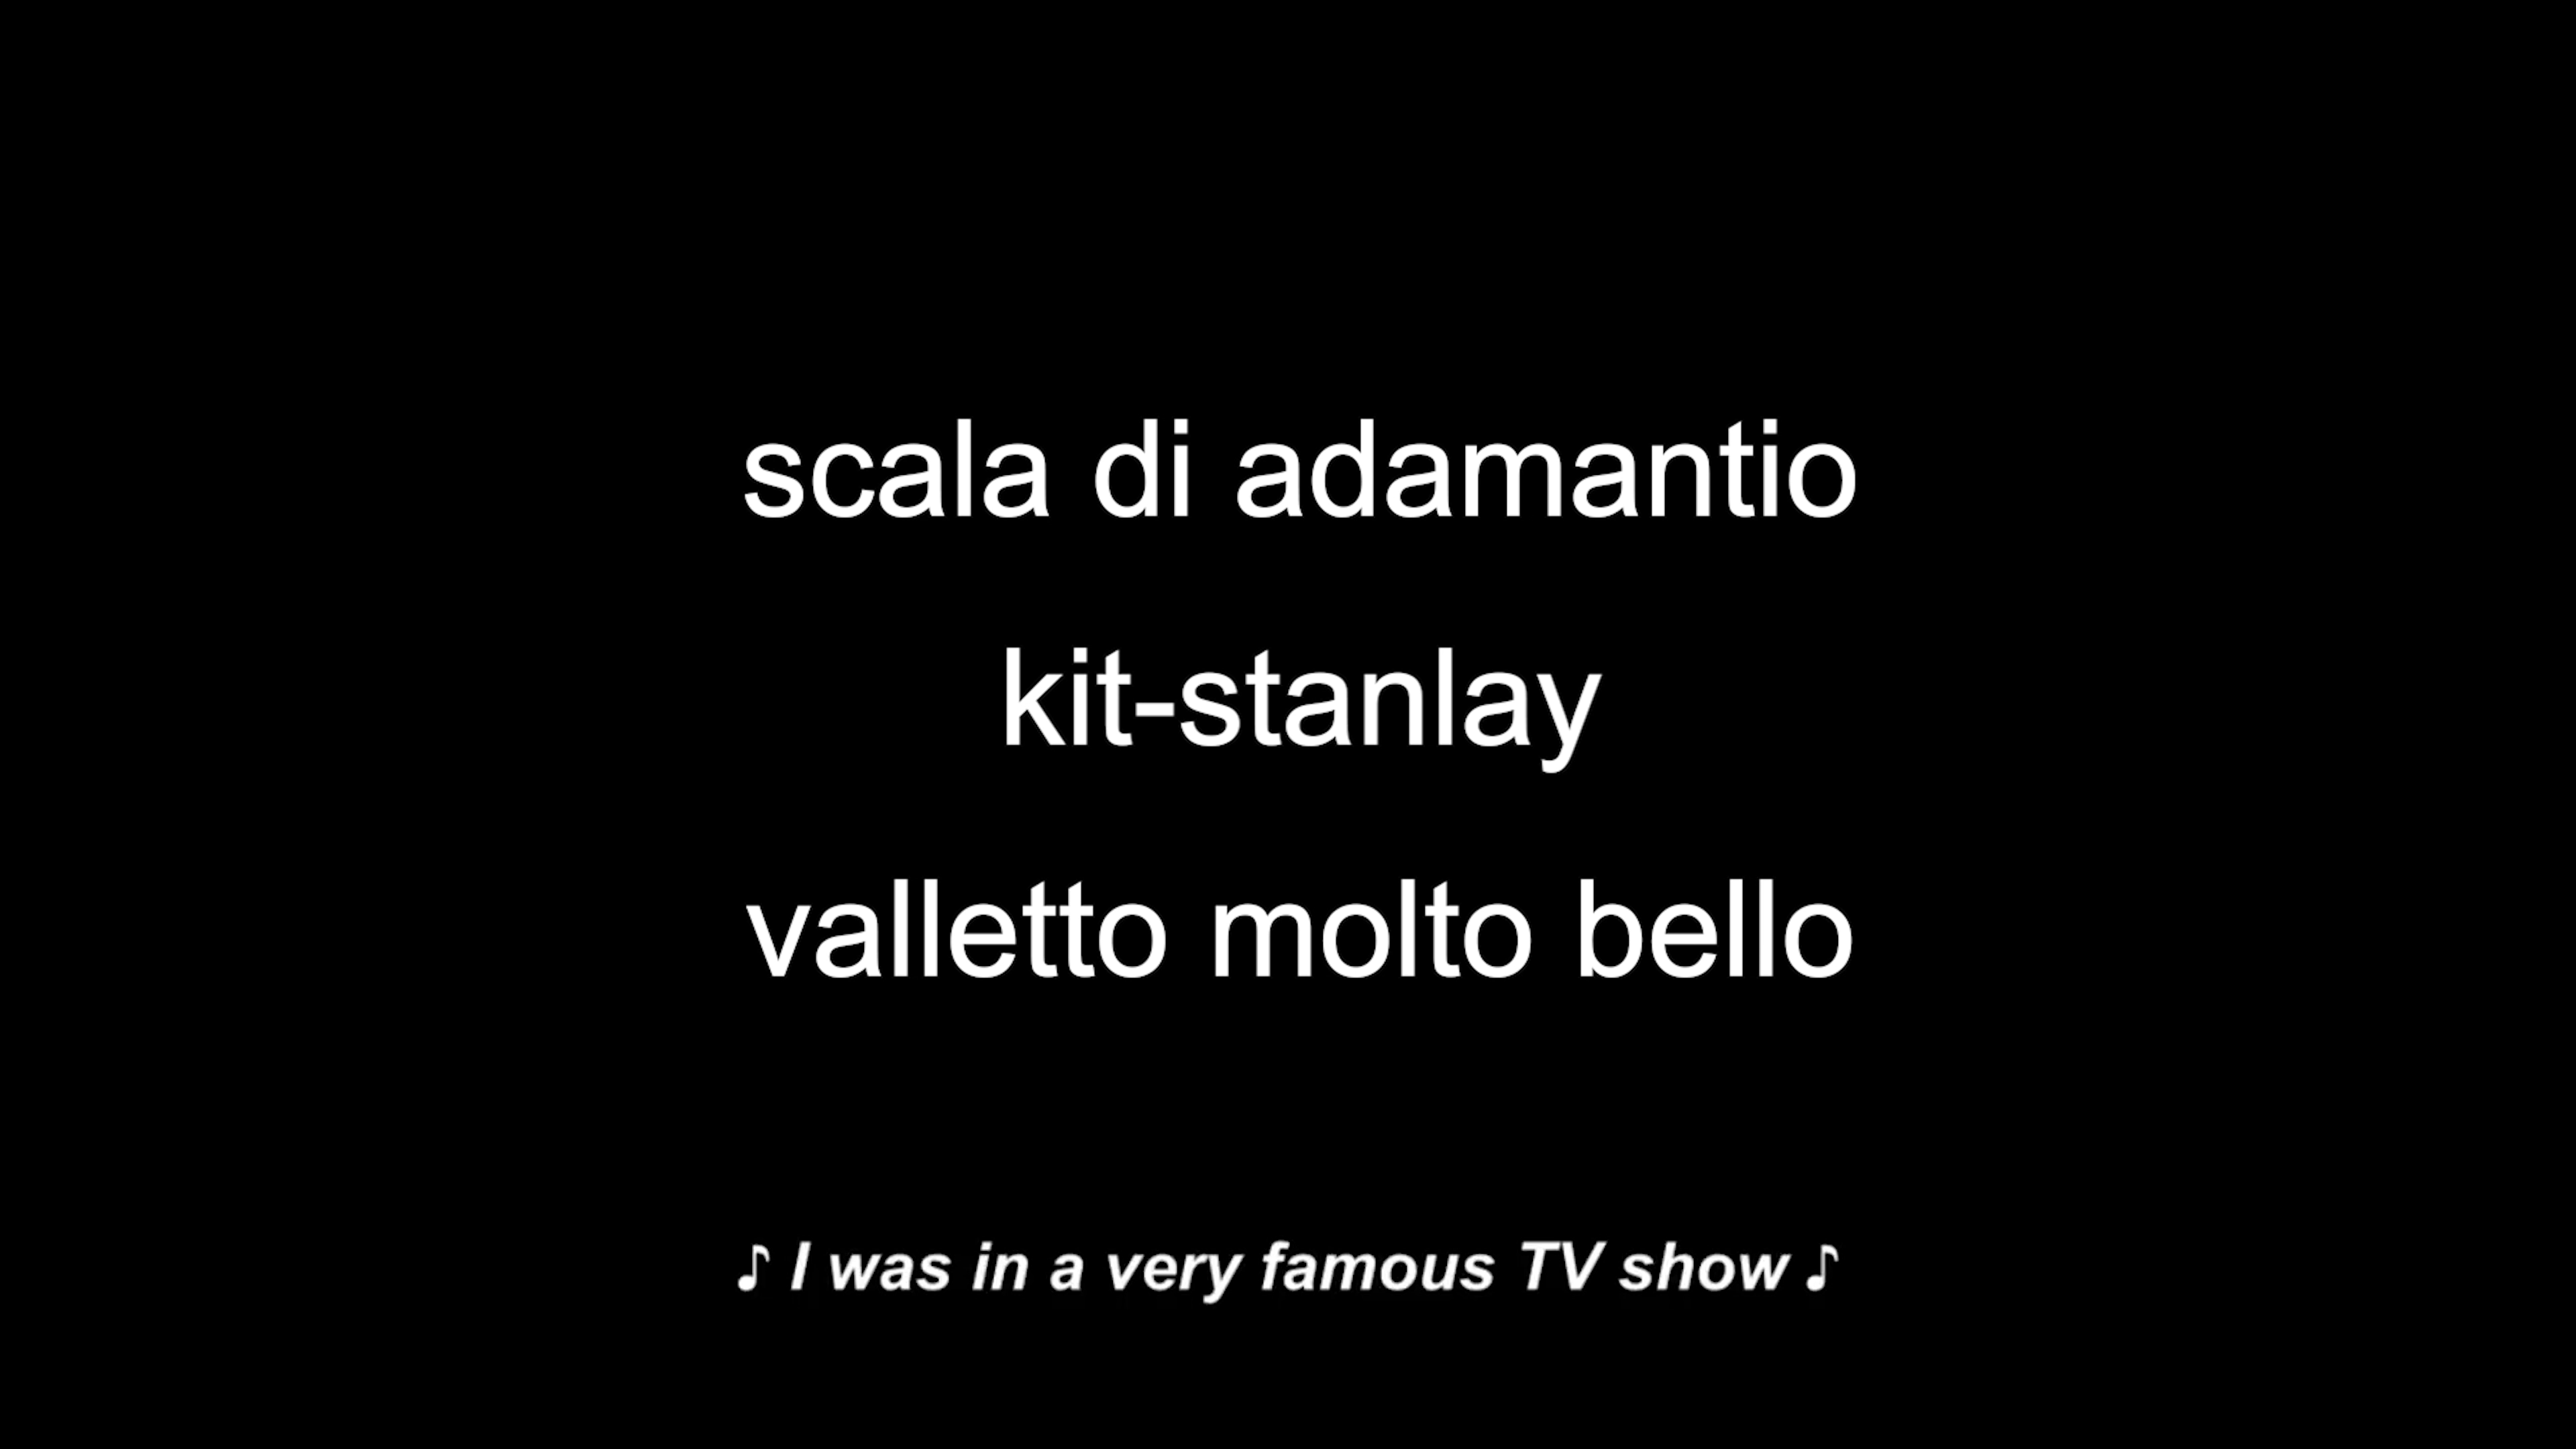 scala di adamantio
kit-stanlay
valletto molto bello
♪ I was in a very famous TV show ♪